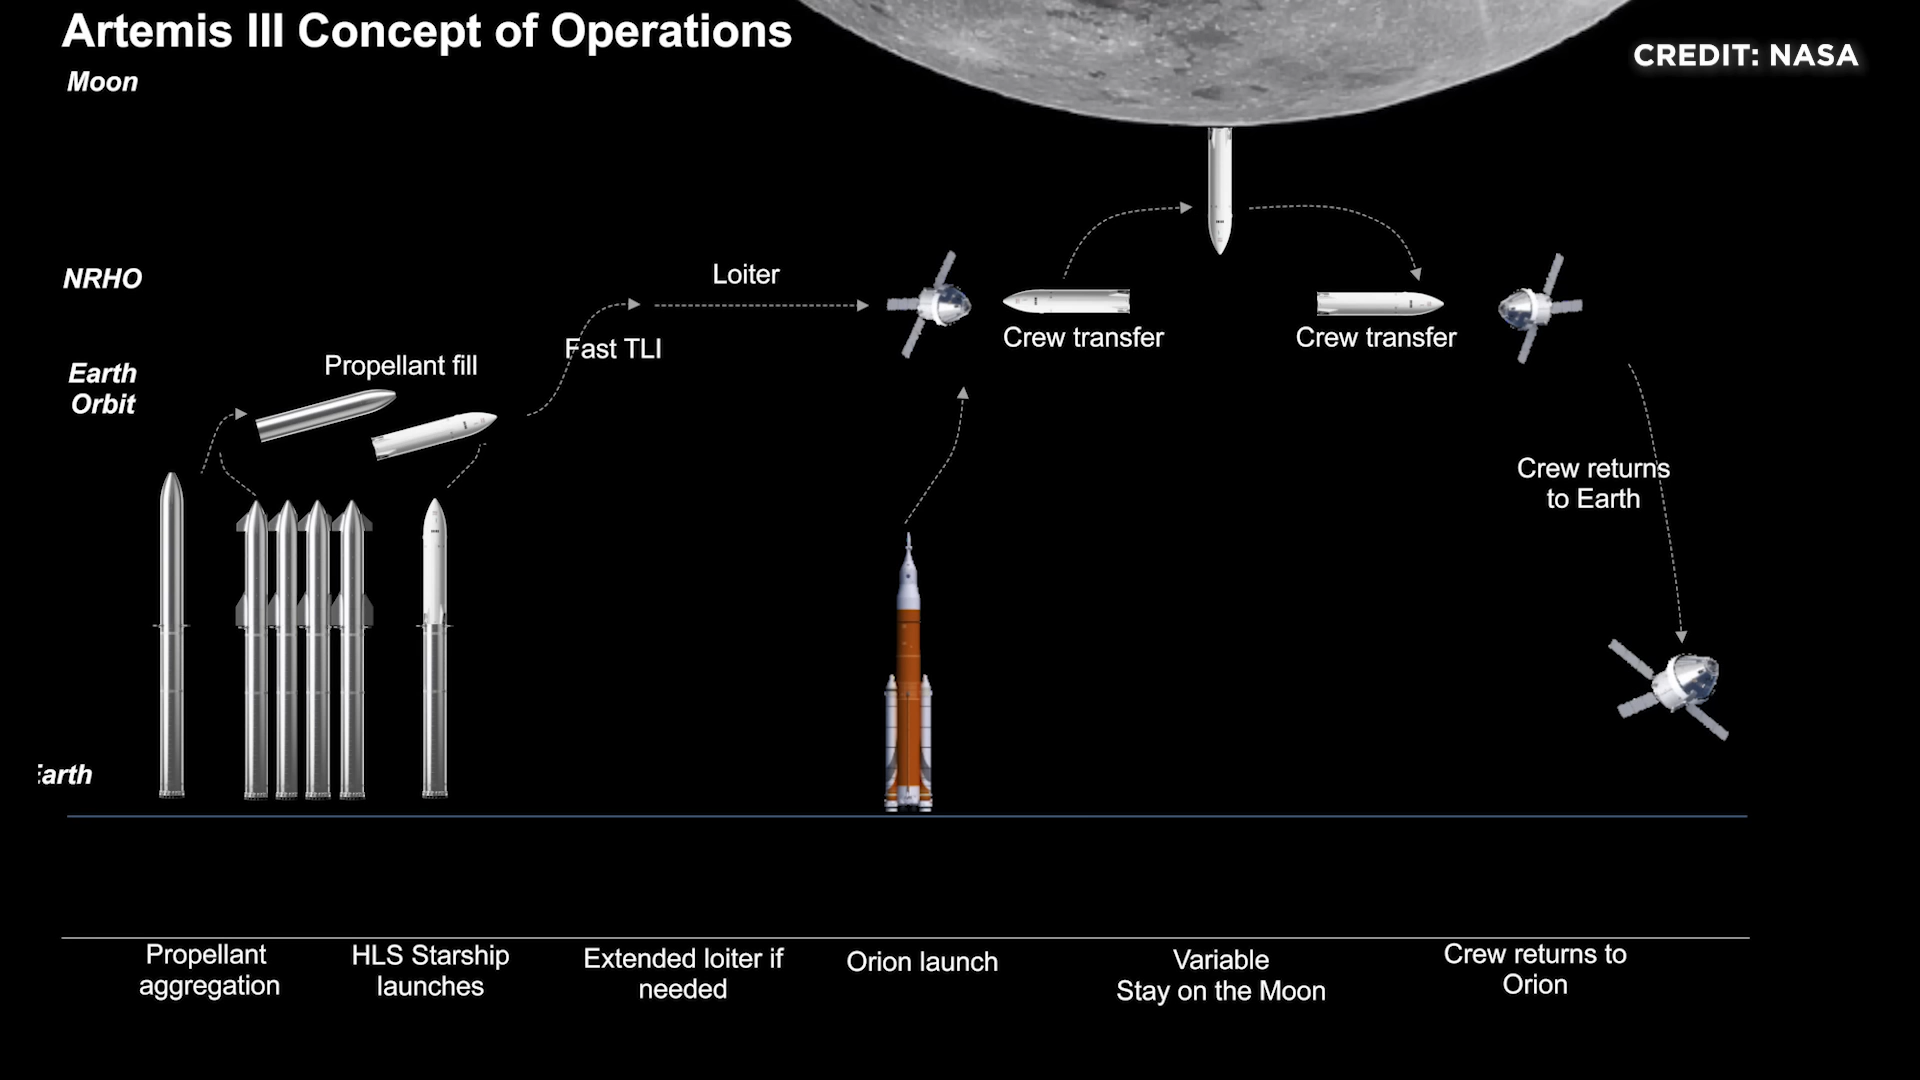 Artemis III Concept of Operations
CREDIT: NASA
Moon
NRHO
Loiter
Crew transfer
Crew transfer
Fast TLI
Propellant fill
Earth
Orbit
Crew returns
to Earth
Earth
Propellant
aggregation
HLS Starship
launches
Extended loiter if
needed
Orion launch
Variable
Stay on the Moon
Crew returns to
Orion